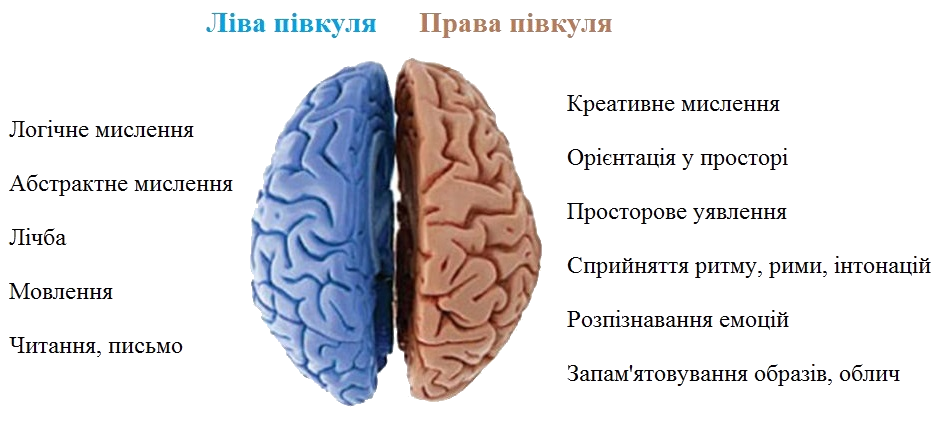 Ліва півкуля
Права півкуля
Логічне мислення
Абстрактне мислення
Лічба
Мовлення
Читання, письмо
Креативне мислення
Орієнтація у просторі
Просторове уявлення
Сприйняття ритму, рими, інтонацій
Розпізнавання емоцій
Запам'ятовування образів, облич